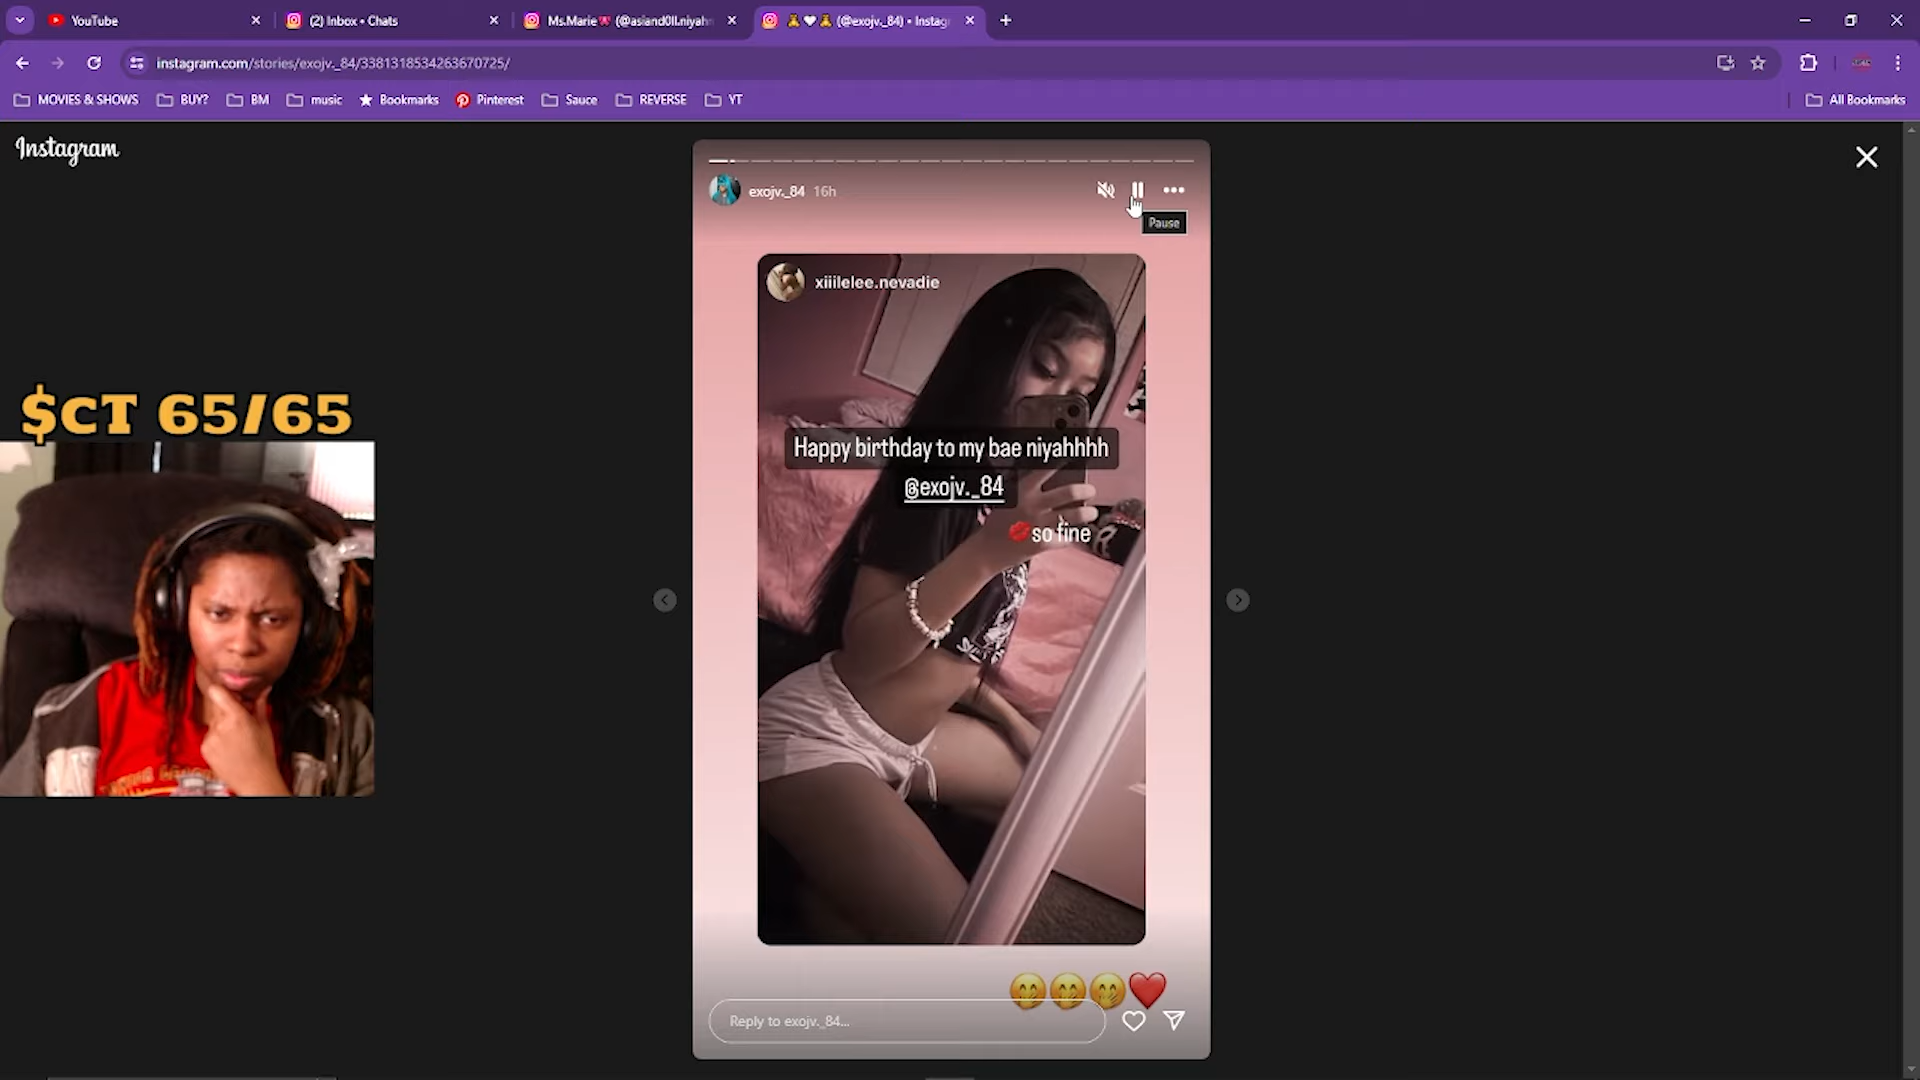 YouTube
(2) Inbox • Chats
Ms.Marie🎀 (@asiand0ll.niyah
🧸🤍🧸 (@exojv._84) • Instag
instagram.com/stories/exojv._84/3381318534263670725/
MOVIES & SHOWS
BUY?
BM
music
Bookmarks
Pinterest
Sauce
REVERSE
YT
All Bookmarks
Instagram
exojv._84 16h
Pause
xiiilelee.nevadie
$CT 65/65
Happy birthday to my bae niyahhhh
@exojv._84
💋so fine
🤭🤭🤭❤️
Reply to exojv._84...